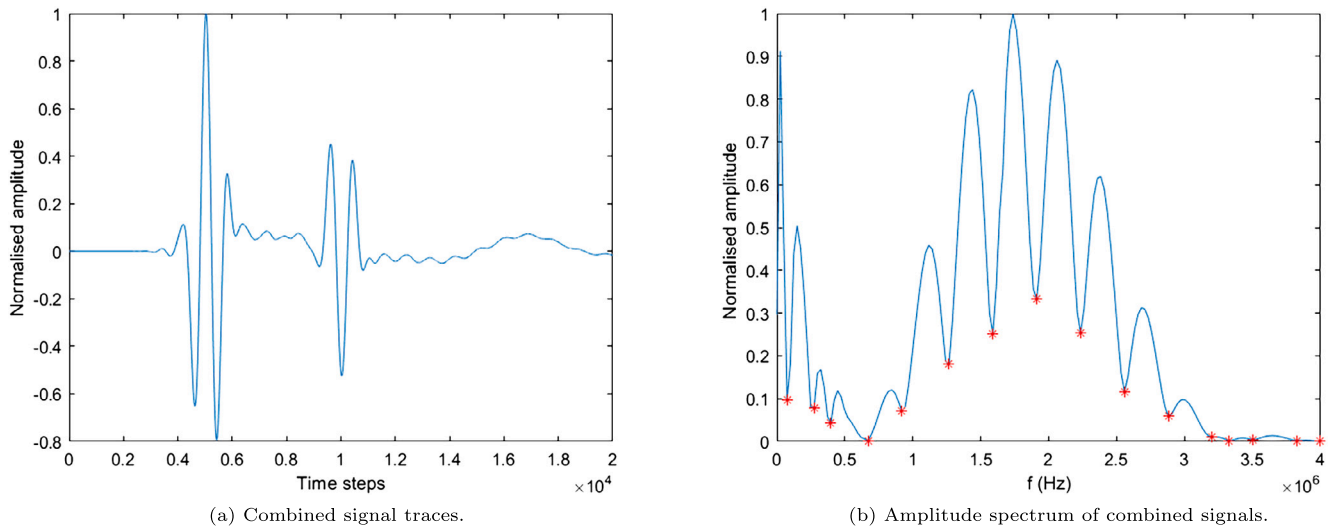 1
0.8
0.6
0.4
0.2
0
-0.2
-0.4
-0.6
-0.8
Normalised amplitude
0 0.2 0.4 0.6 0.8 1 1.2 1.4 1.6 1.8 2
Time steps
×10^4
(a) Combined signal traces.
1
0.9
0.8
0.7
0.6
0.5
0.4
0.3
0.2
0.1
0
Normalised amplitude
0 0.5 1 1.5 2 2.5 3 3.5 4
f (Hz)
×10^6
(b) Amplitude spectrum of combined signals.